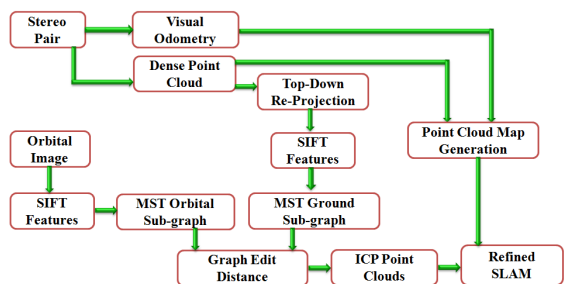 Stereo
Pair
Visual
Odometry
Dense Point
Cloud
Top-Down
Re-Projection
Orbital
Image
SIFT
Features
Point Cloud Map
Generation
SIFT
Features
MST Orbital
Sub-graph
MST Ground
Sub-graph
Graph Edit
Distance
ICP Point
Clouds
Refined
SLAM